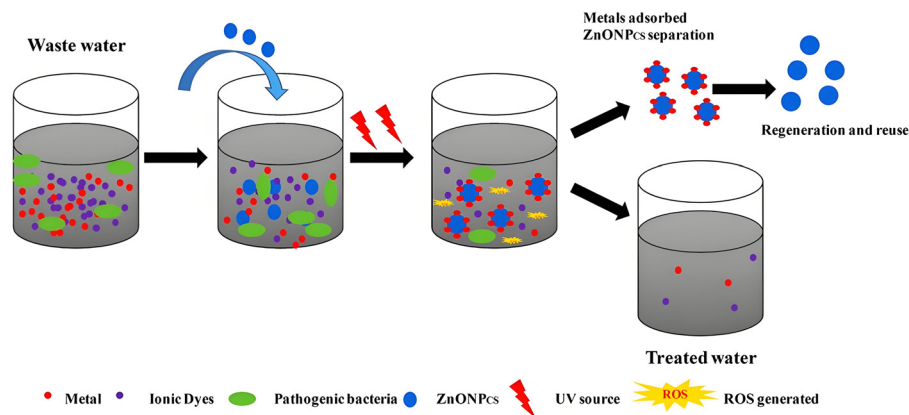 Waste water
Metals adsorbed
ZnONPCS separation
Regeneration and reuse
Treated water
Metal
Ionic Dyes
Pathogenic bacteria
ZnONPCS
UV source
ROS
ROS generated